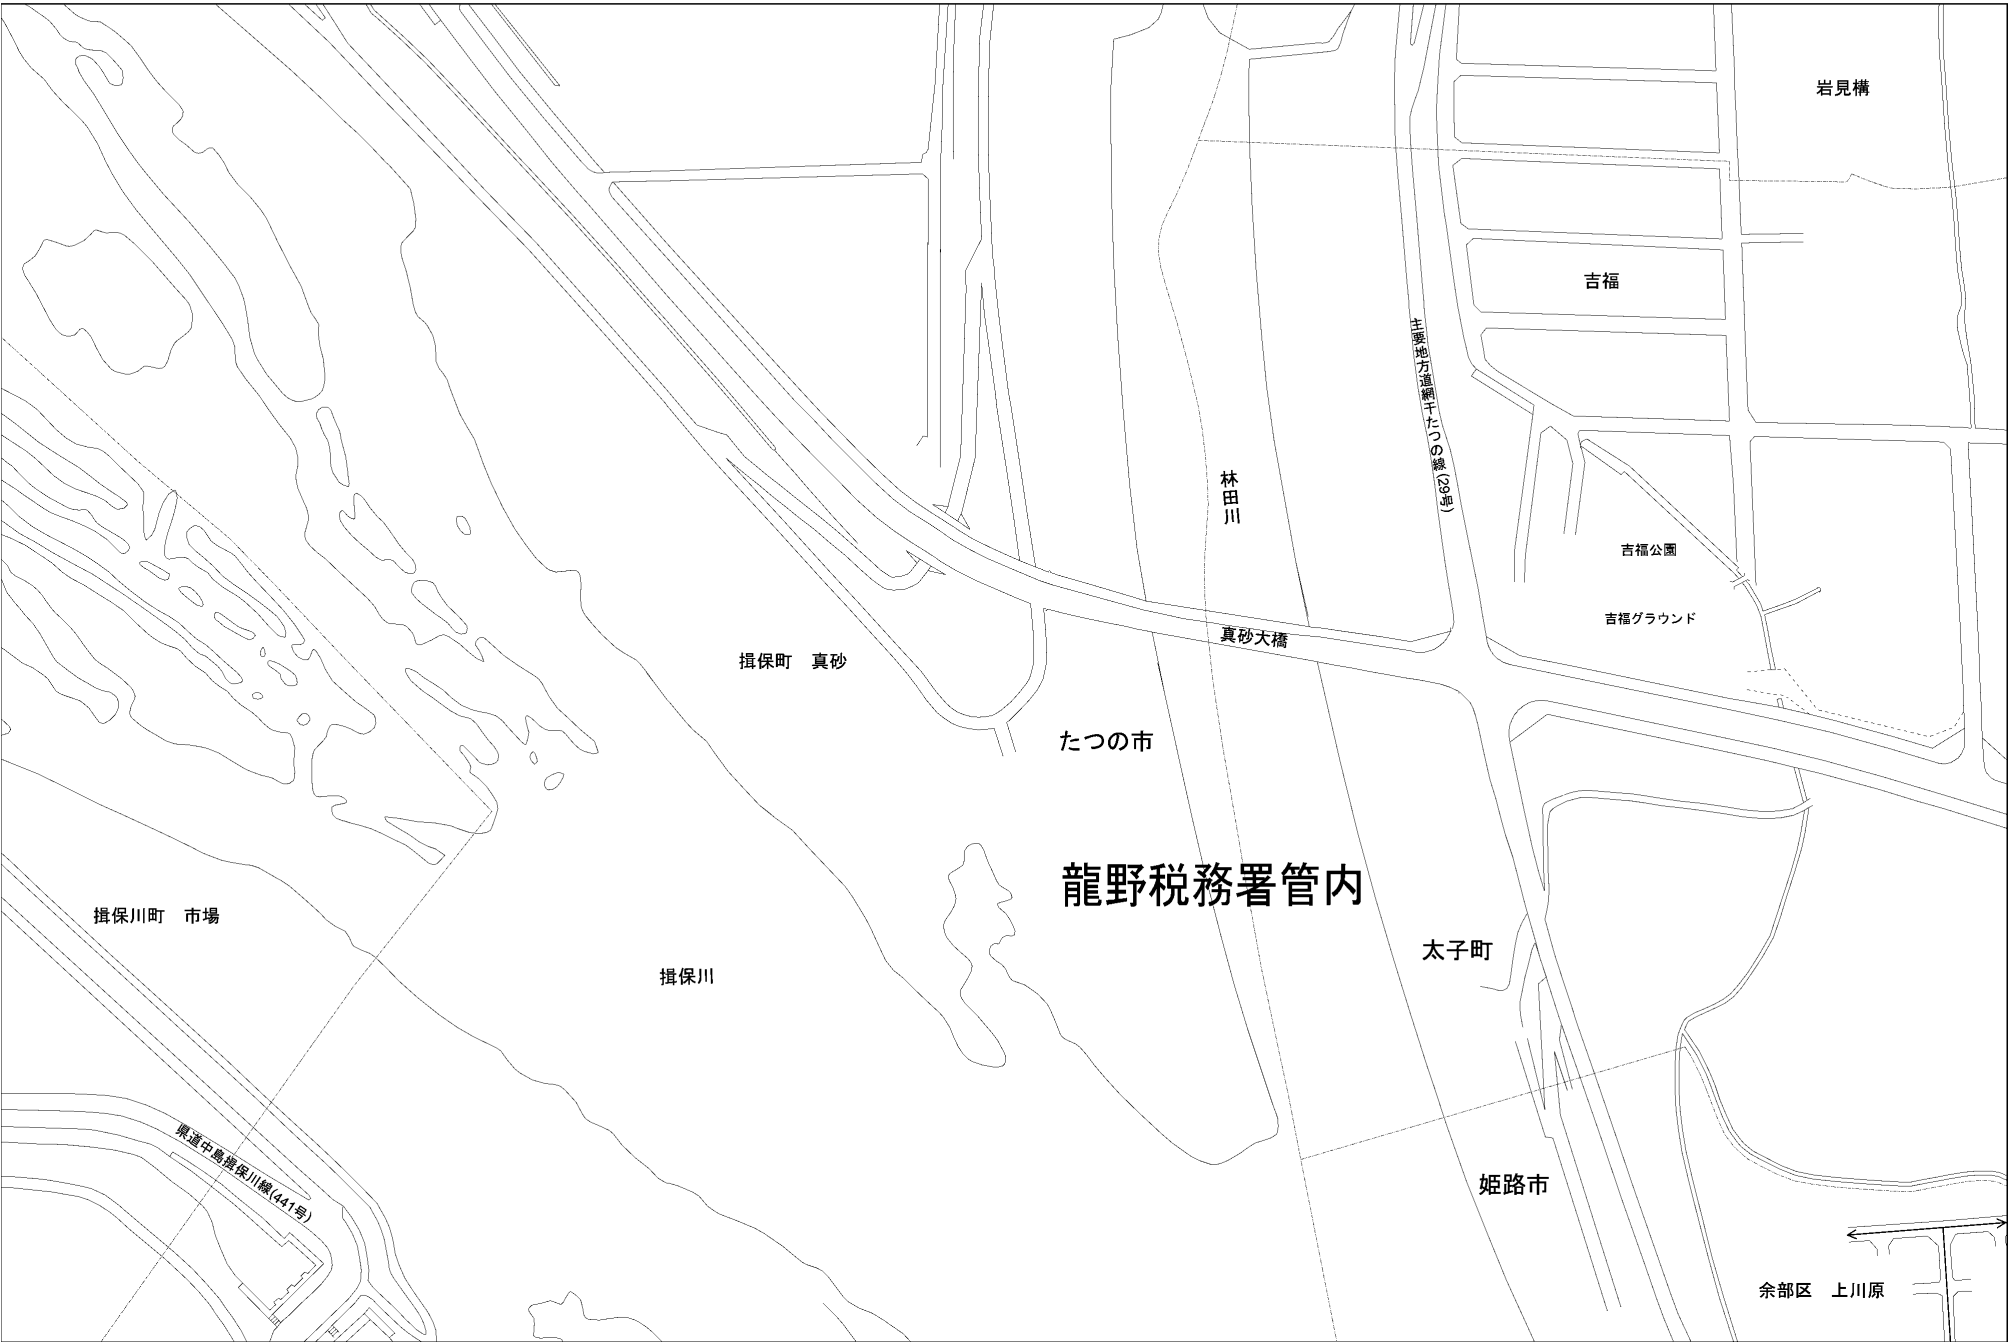 岩見構
吉福
主要地方道網干たつの線(29号)
林田川
吉福公園
吉福グラウンド
真砂大橋
揖保町　真砂
たつの市
龍野税務署管内
揖保川町　市場
太子町
揖保川
県道中島揖保川線(441号)
姫路市
余部区　上川原